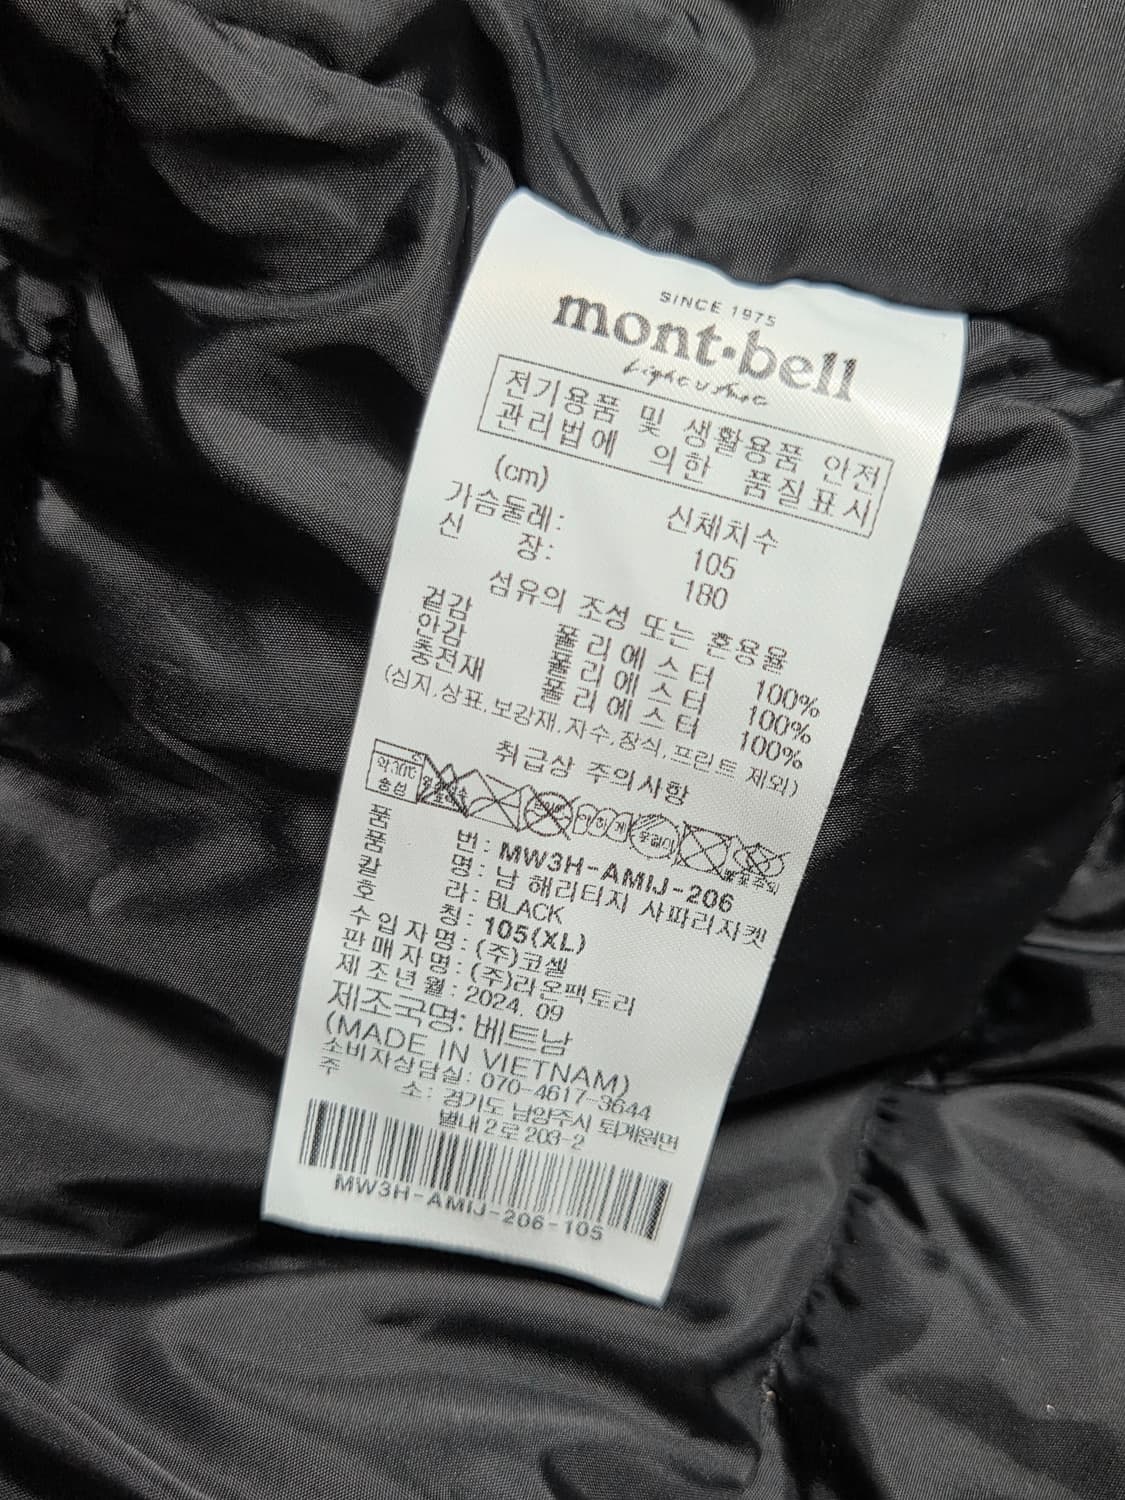 SINCE 1975
mont·bell
전기용품 및 생활용품 안전
관리법에 의한 품질표시
(cm) 신체치수
가슴둘레: 105
신 장: 180
섬유의 조성 또는 혼용율
겉감 폴리에스터 100%
안감 폴리에스터 100%
충전재 폴리에스터 100%
(심지,상표,보강재,자수,장식,프린트 제외)
취급상 주의사항
품 번: MW3H-AMIJ-206
품 명: 남 헤리티지 사파리자켓
칼 라: BLACK
호 칭: 105(XL)
수입자명: (주)코셀
판매자명: (주)라온팩토리
제조년월: 2024. 09
제조국명: 베트남
(MADE IN VIETNAM)
소비자상담실: 070-4617-3644
주 소: 경기도 남양주시 퇴계원면
별내2로 203-2
MW3H-AMIJ-206-105